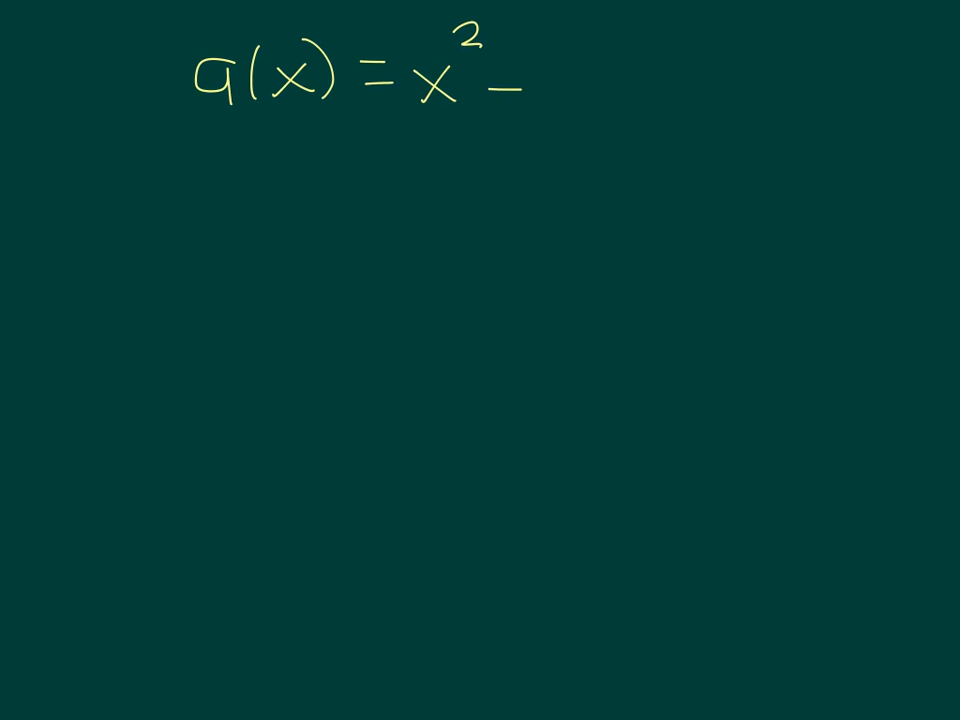 a(x) = x² –